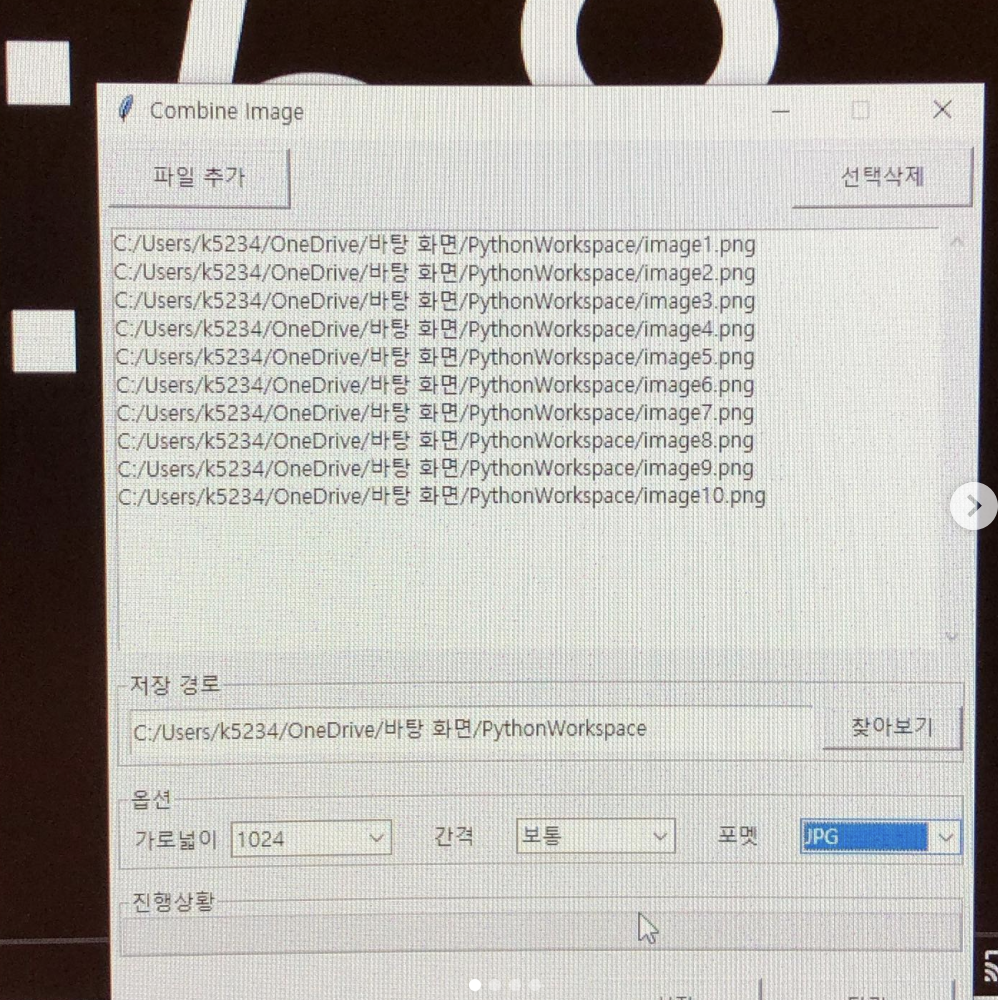 Combine Image
파일 추가
선택삭제
C:/Users/k5234/OneDrive/바탕 화면/PythonWorkspace/image1.png
C:/Users/k5234/OneDrive/바탕 화면/PythonWorkspace/image2.png
C:/Users/k5234/OneDrive/바탕 화면/PythonWorkspace/image3.png
C:/Users/k5234/OneDrive/바탕 화면/PythonWorkspace/image4.png
C:/Users/k5234/OneDrive/바탕 화면/PythonWorkspace/image5.png
C:/Users/k5234/OneDrive/바탕 화면/PythonWorkspace/image6.png
C:/Users/k5234/OneDrive/바탕 화면/PythonWorkspace/image7.png
C:/Users/k5234/OneDrive/바탕 화면/PythonWorkspace/image8.png
C:/Users/k5234/OneDrive/바탕 화면/PythonWorkspace/image9.png
C:/Users/k5234/OneDrive/바탕 화면/PythonWorkspace/image10.png
저장 경로
C:/Users/k5234/OneDrive/바탕 화면/PythonWorkspace
찾아보기
옵션
가로넓이 1024 간격 보통 포멧 JPG
진행상황